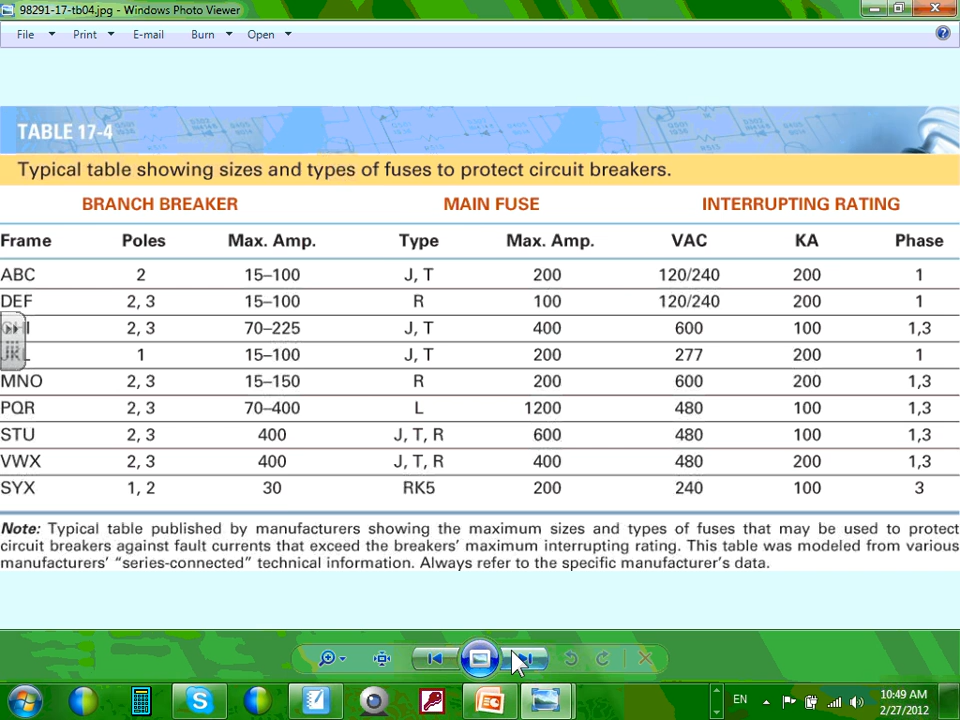 98291-17-tb04.jpg - Windows Photo Viewer
File Print E-mail Burn Open
TABLE 17-4
Typical table showing sizes and types of fuses to protect circuit breakers.
BRANCH BREAKER MAIN FUSE INTERRUPTING RATING
Frame Poles Max. Amp. Type Max. Amp. VAC KA Phase
ABC 2 15–100 J, T 200 120/240 200 1
DEF 2, 3 15–100 R 100 120/240 200 1
GHI 2, 3 70–225 J, T 400 600 100 1,3
JKL 1 15–100 J, T 200 277 200 1
MNO 2, 3 15–150 R 200 600 200 1,3
PQR 2, 3 70–400 L 1200 480 100 1,3
STU 2, 3 400 J, T, R 600 480 100 1,3
VWX 2, 3 400 J, T, R 400 480 200 1,3
SYX 1, 2 30 RK5 200 240 100 3
Note: Typical table published by manufacturers showing the maximum sizes and types of fuses that may be used to protect
circuit breakers against fault currents that exceed the breakers’ maximum interrupting rating. This table was modeled from various
manufacturers’ “series-connected” technical information. Always refer to the specific manufacturer’s data.
EN
10:49 AM
2/27/2012